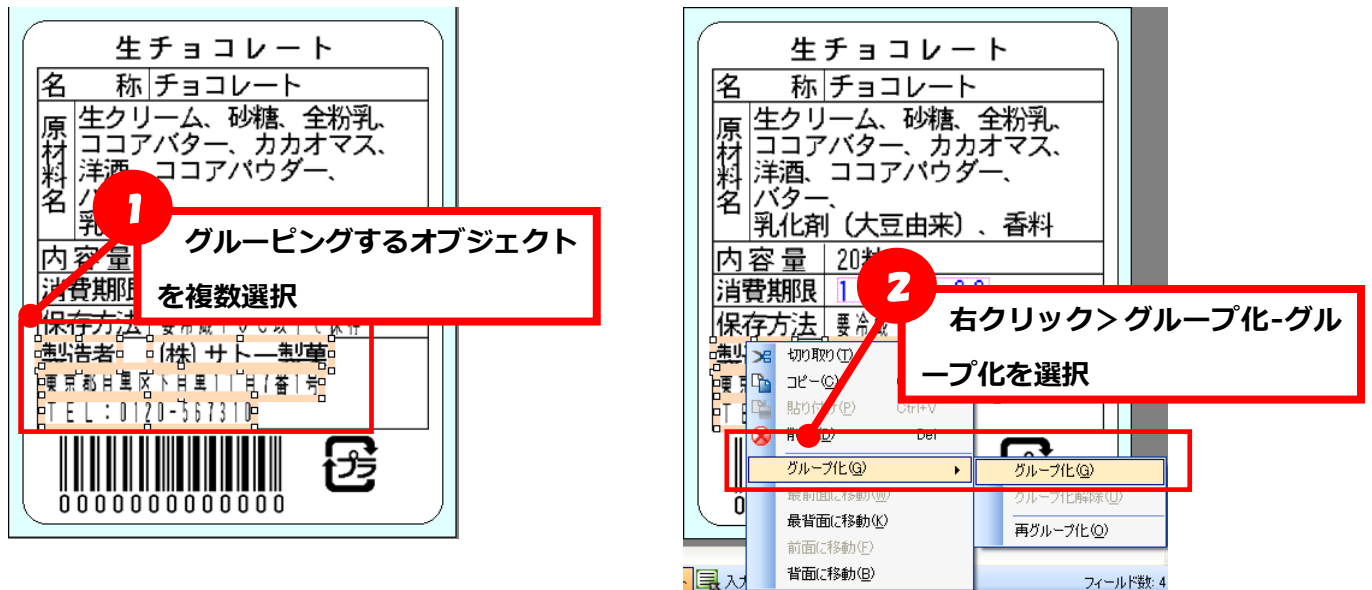 生チョコレート
名 称 チョコレート
原材料名
生クリーム、砂糖、全粉乳、
ココアバター、カカオマス、
洋酒、ココアパウダー、
乳
1
グルーピングするオブジェクト
を複数選択
内容量
消費期限
保存方法
製造者 (株)サトー製菓
TEL:0120-567310
プラ
0000000000000
生チョコレート
名 称 チョコレート
原材料名
生クリーム、砂糖、全粉乳、
ココアバター、カカオマス、
洋酒、ココアパウダー、
バター、
乳化剤(大豆由来)、香料
内容量 20粒
消費期限
2
右クリック>グループ化-グル
ープ化を選択
保存方法 要冷蔵
切り取り(T)
コピー(C)
貼り付け(P) Ctrl+V
削除(D) Del
グループ化(G)
最前面に移動(W)
最背面に移動(K)
前面に移動(F)
背面に移動(B)
グループ化(G)
グループ化解除(U)
再グループ化(O)
入力
フィールド数: 4